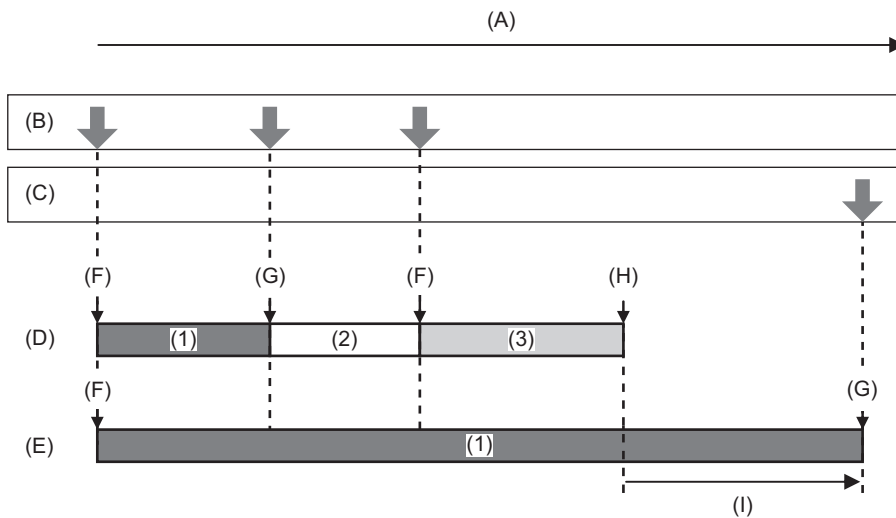 (A)
(B)
(C)
(F) (G) (F) (H)
(D) (1) (2) (3)
(F) (G)
(E) (1)
(I)